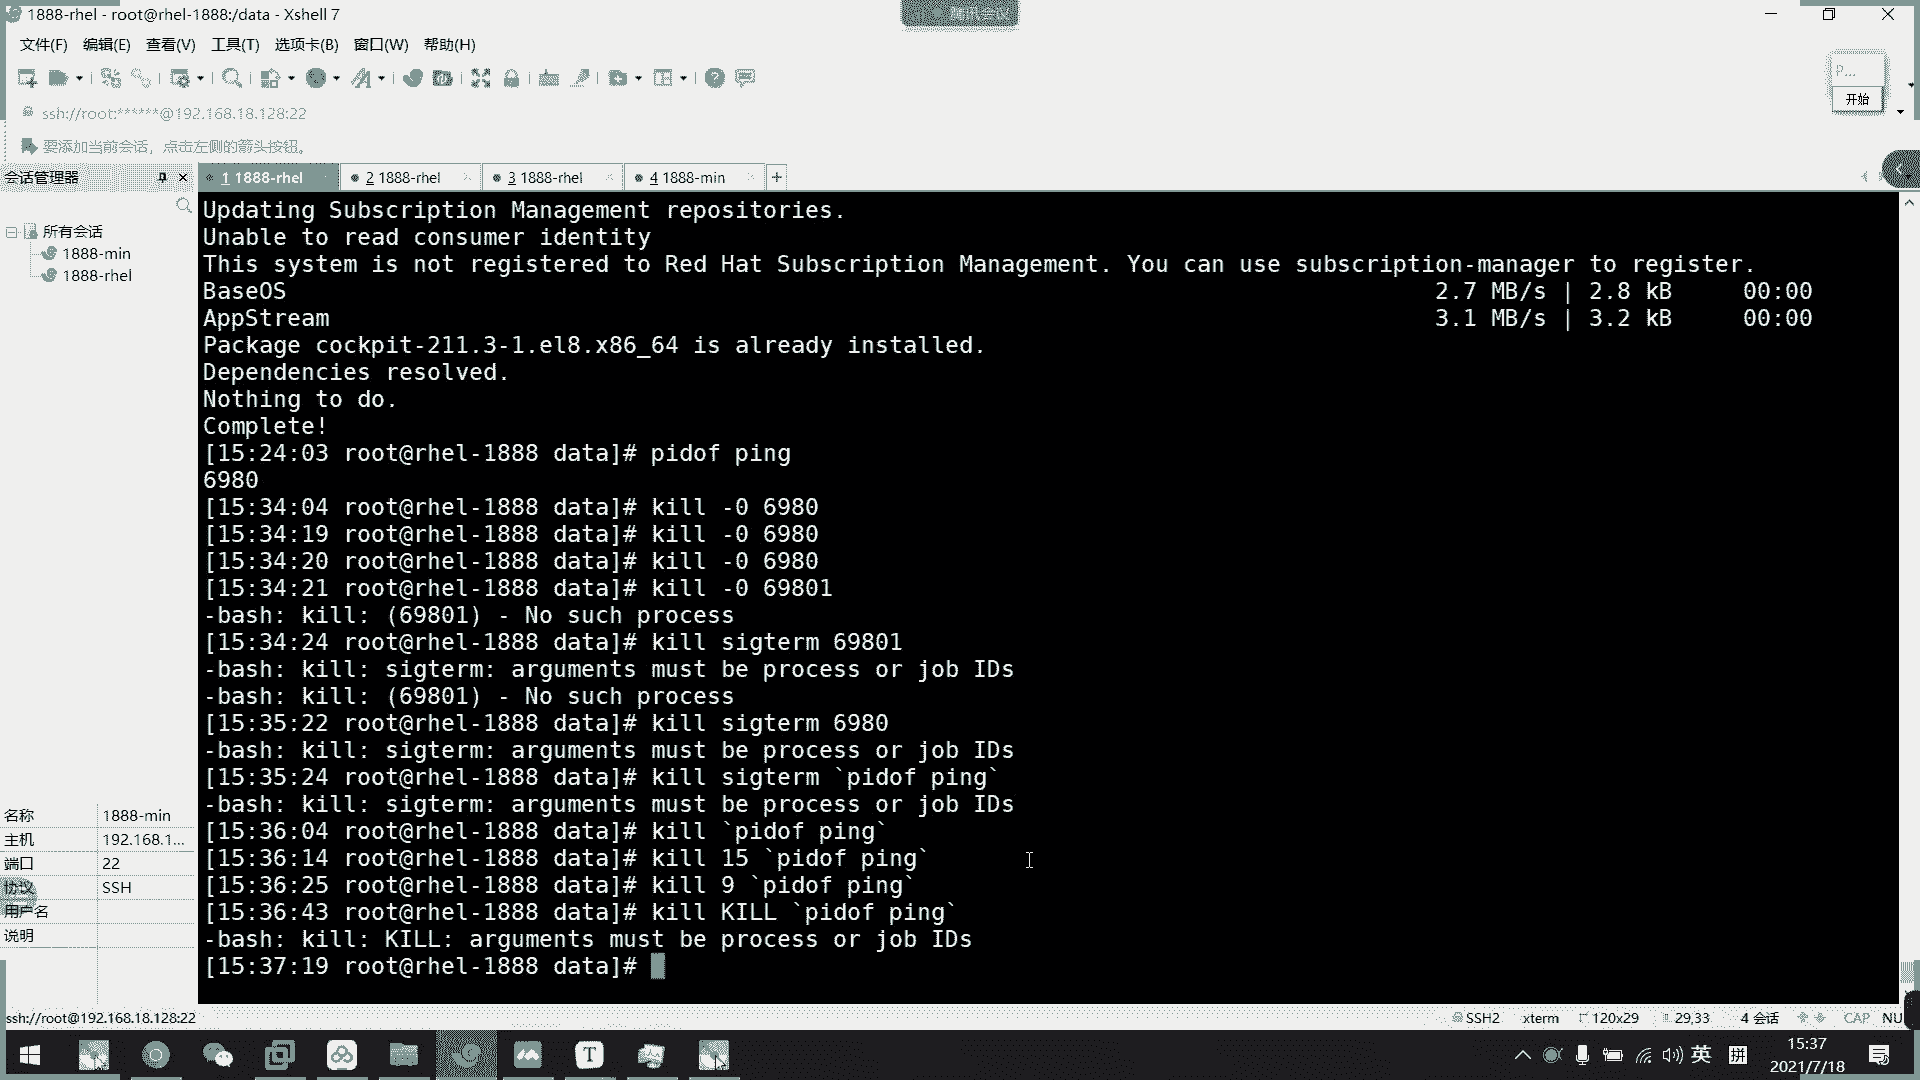 1888-rhel - root@rhel-1888:/data - Xshell 7
腾讯会议
文件(F) 编辑(E) 查看(V) 工具(T) 选项卡(B) 窗口(W) 帮助(H)
P...
开始
ssh://root:******@192.168.18.128:22
要添加当前会话，点击左侧的箭头按钮。
会话管理器
1 1888-rhel
2 1888-rhel
3 1888-rhel
4 1888-min
所有会话
1888-min
1888-rhel
Updating Subscription Management repositories.
Unable to read consumer identity
This system is not registered to Red Hat Subscription Management. You can use subscription-manager to register.
BaseOS 2.7 MB/s | 2.8 kB 00:00
AppStream 3.1 MB/s | 3.2 kB 00:00
Package cockpit-211.3-1.el8.x86_64 is already installed.
Dependencies resolved.
Nothing to do.
Complete!
[15:24:03 root@rhel-1888 data]# pidof ping
6980
[15:34:04 root@rhel-1888 data]# kill -0 6980
[15:34:19 root@rhel-1888 data]# kill -0 6980
[15:34:20 root@rhel-1888 data]# kill -0 6980
[15:34:21 root@rhel-1888 data]# kill -0 69801
-bash: kill: (69801) - No such process
[15:34:24 root@rhel-1888 data]# kill sigterm 69801
-bash: kill: sigterm: arguments must be process or job IDs
-bash: kill: (69801) - No such process
[15:35:22 root@rhel-1888 data]# kill sigterm 6980
-bash: kill: sigterm: arguments must be process or job IDs
[15:35:24 root@rhel-1888 data]# kill sigterm `pidof ping`
-bash: kill: sigterm: arguments must be process or job IDs
[15:36:04 root@rhel-1888 data]# kill `pidof ping`
[15:36:14 root@rhel-1888 data]# kill 15 `pidof ping`
[15:36:25 root@rhel-1888 data]# kill 9 `pidof ping`
[15:36:43 root@rhel-1888 data]# kill KILL `pidof ping`
-bash: kill: KILL: arguments must be process or job IDs
[15:37:19 root@rhel-1888 data]#
名称 1888-min
主机 192.168.1...
端口 22
协议 SSH
用户名
说明
ssh://root@192.168.18.128:22
SSH2 xterm 120x29 29,33 4 会话 CAP NU
英 拼
15:37
2021/7/18